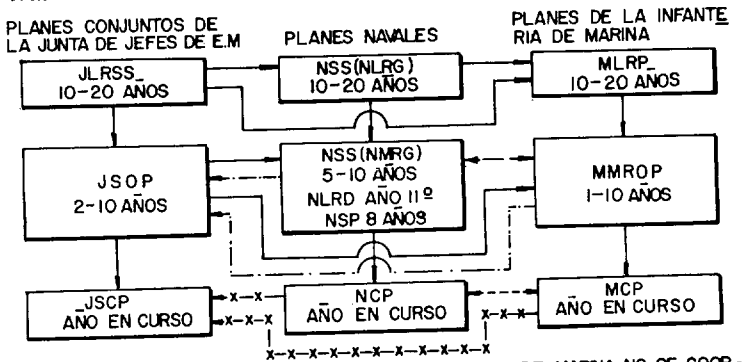 PLANES CONJUNTOS DE
LA JUNTA DE JEFES DE E.M
PLANES NAVALES
PLANES DE LA INFANTE
RIA DE MARINA
JLRSS_
10-20 AÑOS
NSS(NLRG)
10-20 AÑOS
MLRP_
10-20 AÑOS
JSOP
2-10 AÑOS
NSS(NMRG)
5-10 AÑOS
NLRD AÑO 11º
NSP 8 AÑOS
MMROP
1-10 AÑOS
JSCP
AÑO EN CURSO
NCP
AÑO EN CURSO
MCP
AÑO EN CURSO